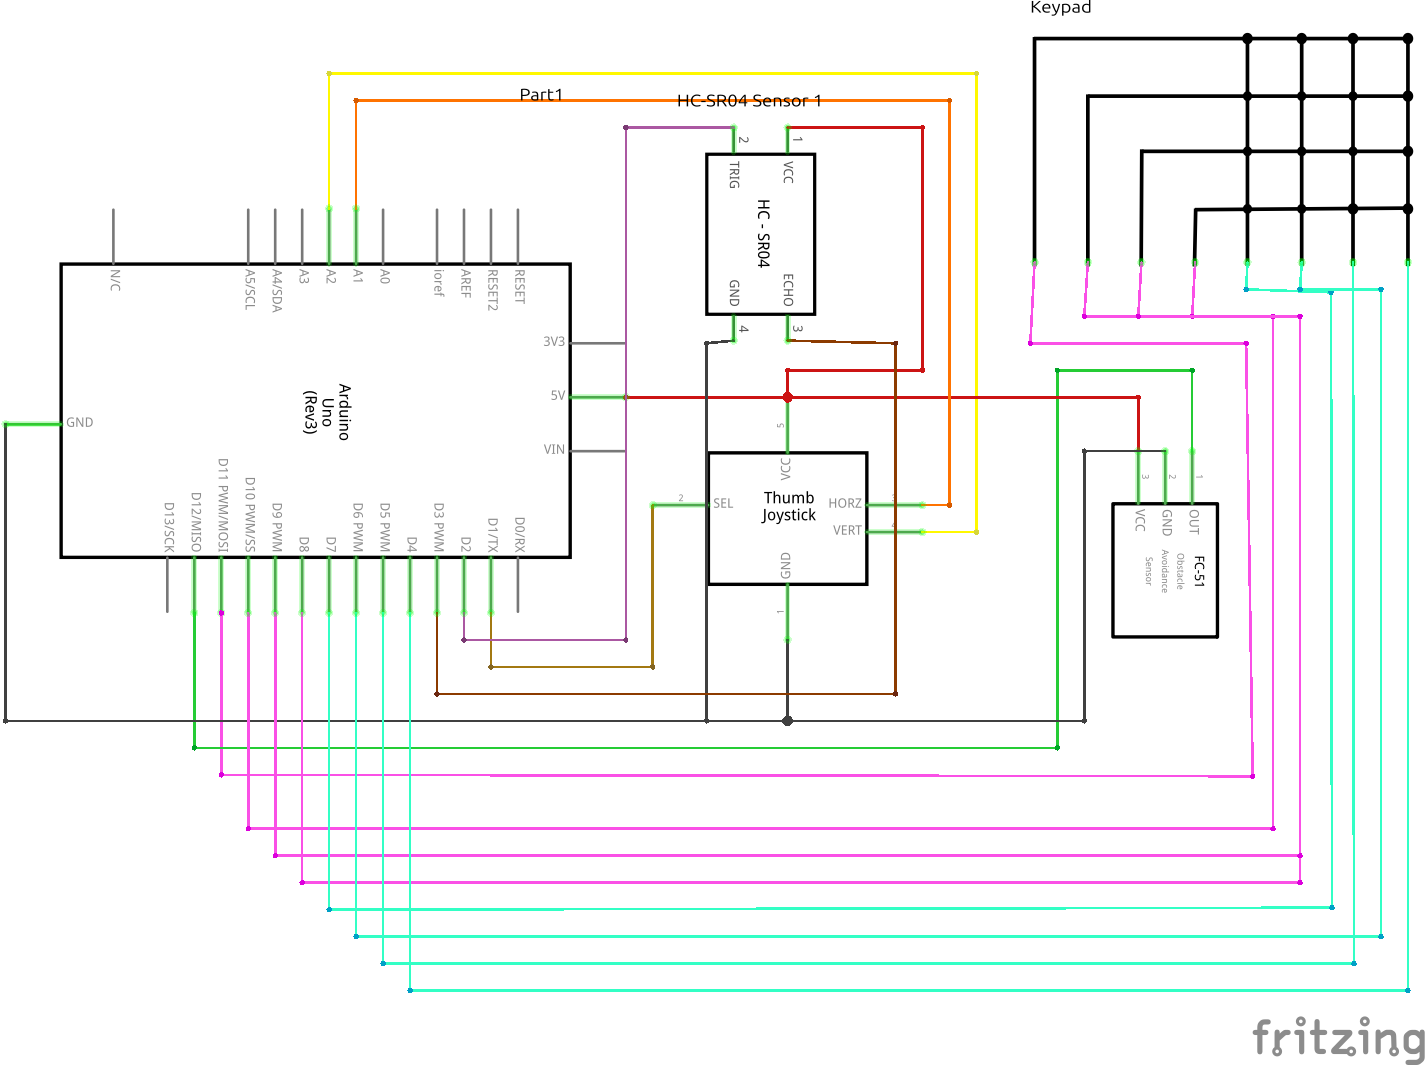 Keypad
Part1
HC-SR04 Sensor 1
2
1
TRIG
VCC
HC - SR04
GND
ECHO
4
3
N/C
A5/SCL
A4/SDA
A3
A2
A1
A0
ioref
AREF
RESET2
RESET
3V3
5V
VIN
GND
Arduino
Uno
(Rev3)
D13/SCK
D12/MISO
D11 PWM/MOSI
D10 PWM/SS
D9 PWM
D8
D7
D6 PWM
D5 PWM
D4
D3 PWM
D2
D1/TX
D0/RX
5
VCC
2
SEL
Thumb
Joystick
HORZ
VERT
4
GND
1
3
2
1
VCC
GND
OUT
FC-51
Obstacle
Avoidance
Sensor
fritzing